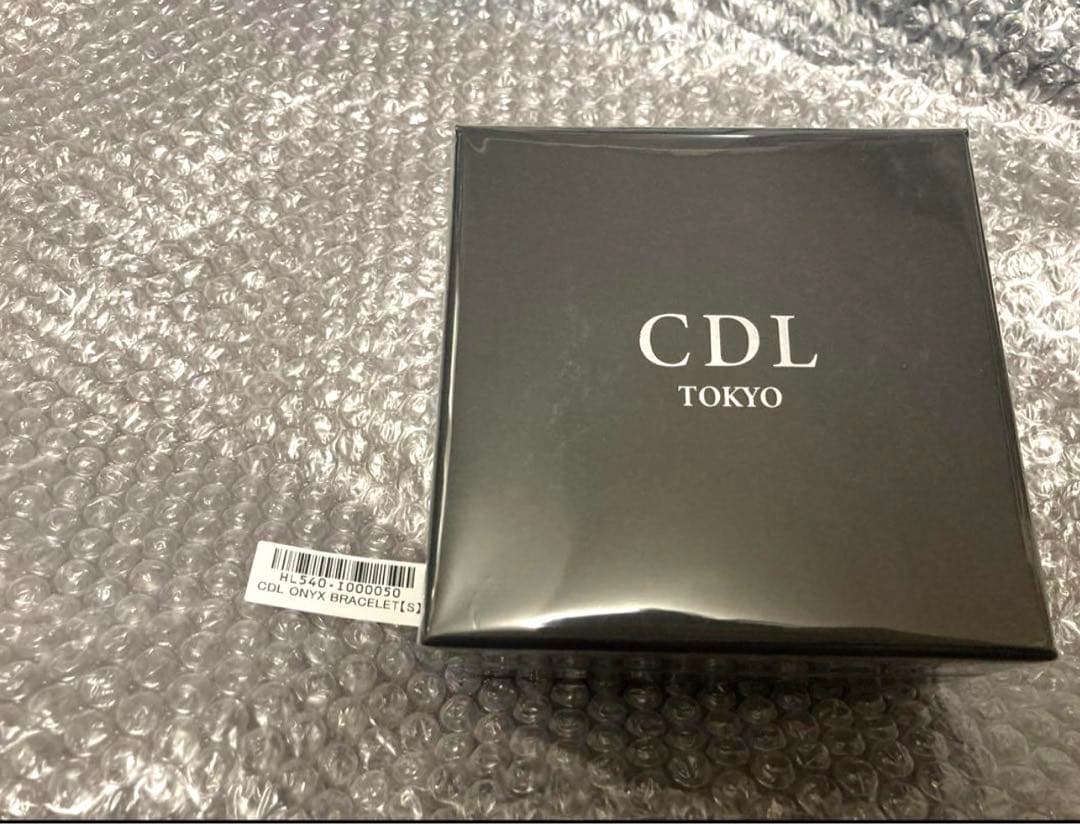 CDL
TOKYO
HL540-I000050
CDL ONYX BRACELET【S】